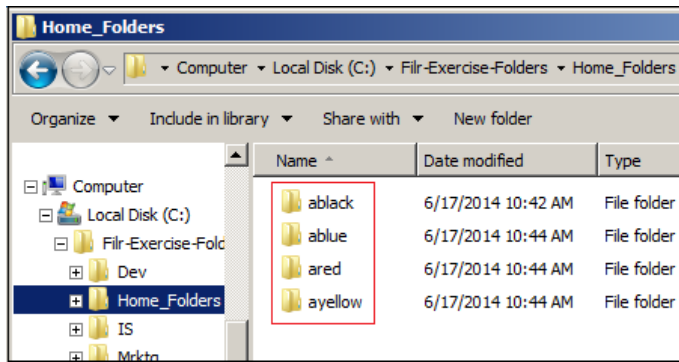 Home_Folders
Computer Local Disk (C:) Filr-Exercise-Folders Home_Folders
Organize Include in library Share with New folder
Name Date modified Type
Computer
Local Disk (C:)
Filr-Exercise-Fold
Dev
Home_Folders
IS
Mrktg
ablack 6/17/2014 10:42 AM File folder
ablue 6/17/2014 10:44 AM File folder
ared 6/17/2014 10:44 AM File folder
ayellow 6/17/2014 10:44 AM File folder